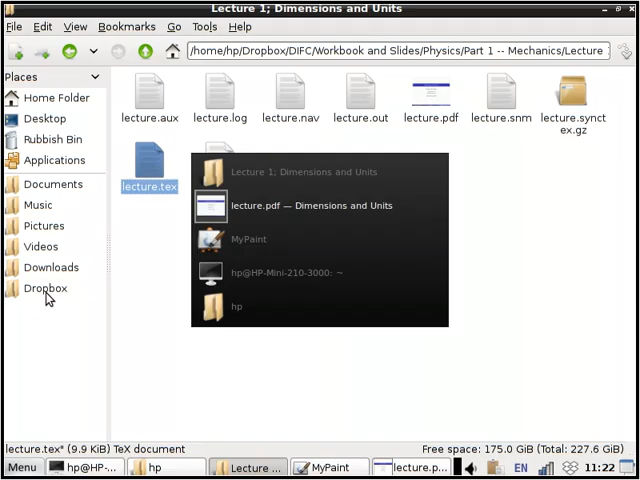 Lecture 1; Dimensions and Units
File Edit View Bookmarks Go Tools Help
/home/hp/Dropbox/DIFC/Workbook and Slides/Physics/Part 1 -- Mechanics/Lecture
Places
Home Folder
Desktop
Rubbish Bin
Applications
Documents
Music
Pictures
Videos
Downloads
Dropbox
lecture.aux lecture.log lecture.nav lecture.out lecture.pdf lecture.snm lecture.synct
ex.gz
lecture.tex
Lecture 1; Dimensions and Units
lecture.pdf — Dimensions and Units
MyPaint
hp@HP-Mini-210-3000: ~
hp
lecture.tex" (9.9 KiB) TeX document Free space: 175.0 GiB (Total: 227.6 GiB)
Menu hp@HP-... hp Lecture ... MyPaint lecture.p... EN 11:22